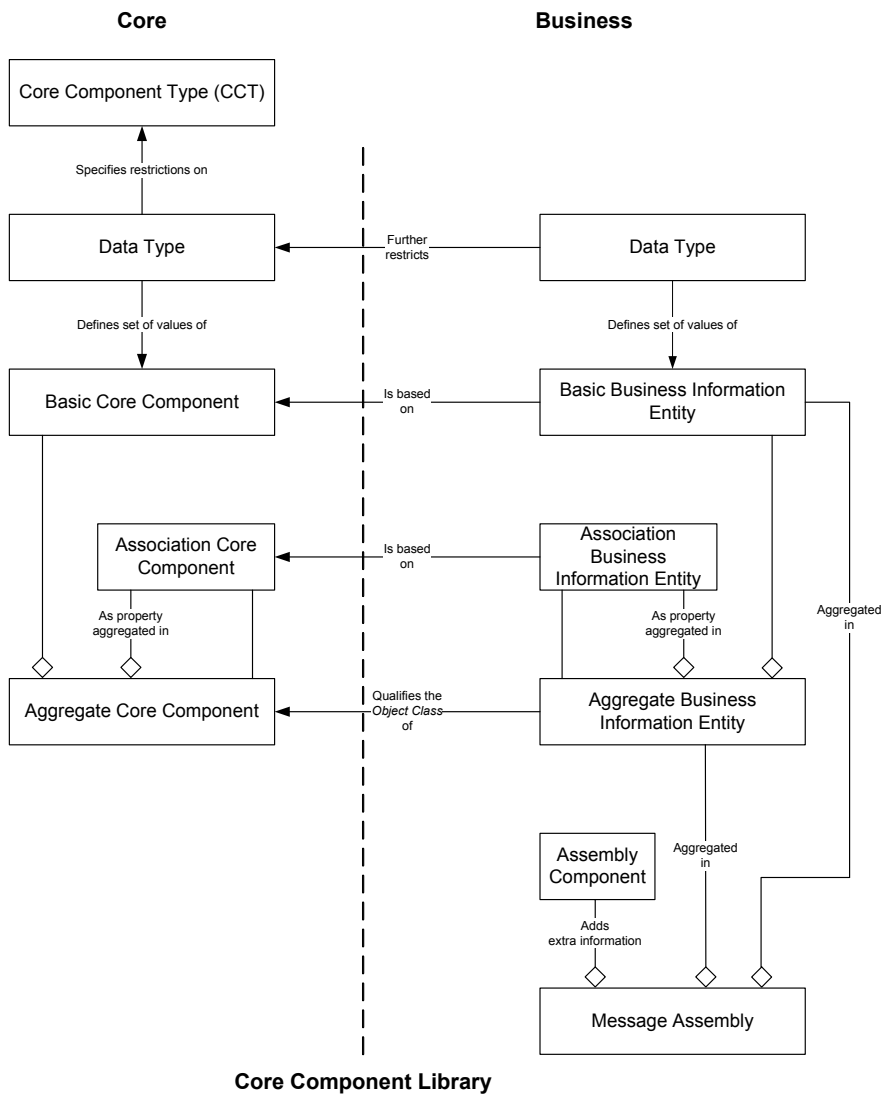 Core
Business
Core Component Type (CCT)
Specifies restrictions on
Data Type
Further
restricts
Data Type
Defines set of values of
Defines set of values of
Basic Core Component
Is based
on
Basic Business Information
Entity
Association Core
Component
Is based
on
Association
Business
Information Entity
As property
aggregated in
As property
aggregated in
Aggregated
in
Aggregate Core Component
Qualifies the
Object Class
of
Aggregate Business
Information Entity
Assembly
Component
Aggregated
in
Adds
extra information
Message Assembly
Core Component Library